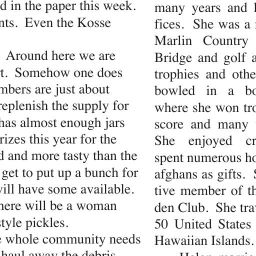 d in the paper this week.
nts. Even the Kosse
Around here we are
rt. Somehow one does
mbers are just about
replenish the supply for
has almost enough jars
rizes this year for the
d and more tasty than the
get to put up a bunch for
will have some available.
here will be a woman
style pickles.
e whole community needs
haul away the debris
many years and
fices. She was a
Marlin Country
Bridge and golf a
trophies and othe
bowled in a bo
where she won tro
score and many
She enjoyed cr
spent numerous ho
afghans as gifts. S
tive member of th
den Club. She tra
50 United States
Hawaiian Islands.